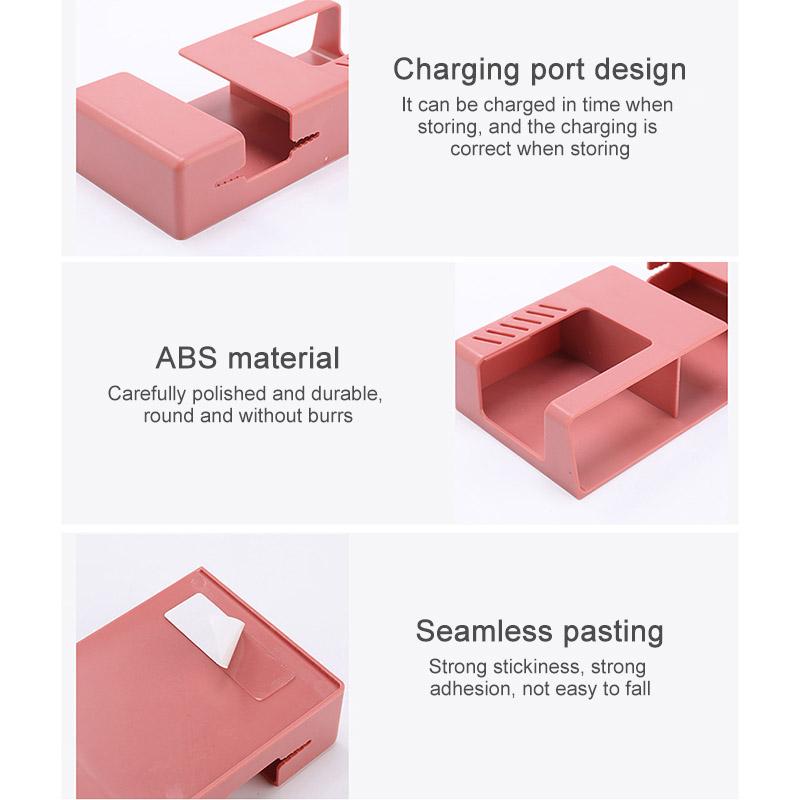 Charging port design
It can be charged in time when
storing, and the charging is
correct when storing
ABS material
Carefully polished and durable,
round and without burrs
Seamless pasting
Strong stickiness, strong
adhesion, not easy to fall